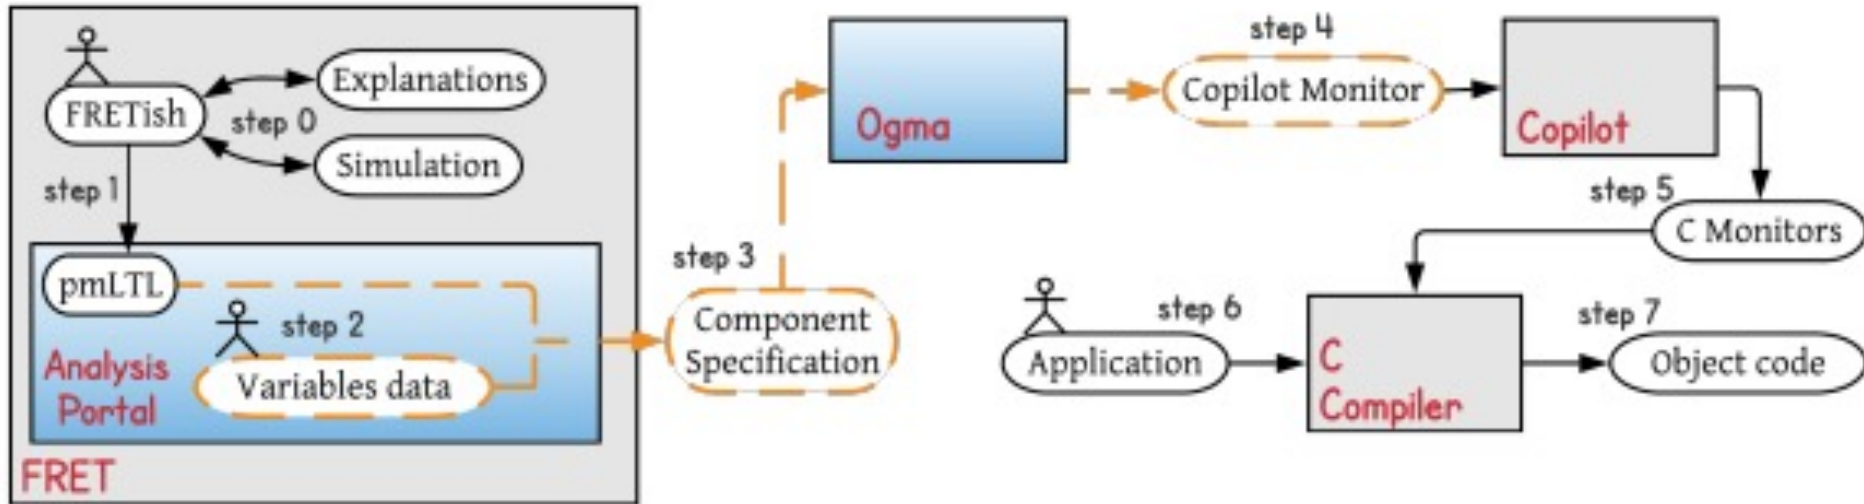 FRETish
Explanations
step 0
Simulation
step 1
pmLTL
step 2
Variables data
Analysis
Portal
FRET
step 3
Component
Specification
Ogma
step 4
Copilot Monitor
Copilot
step 5
C Monitors
Application
step 6
C
Compiler
step 7
Object code